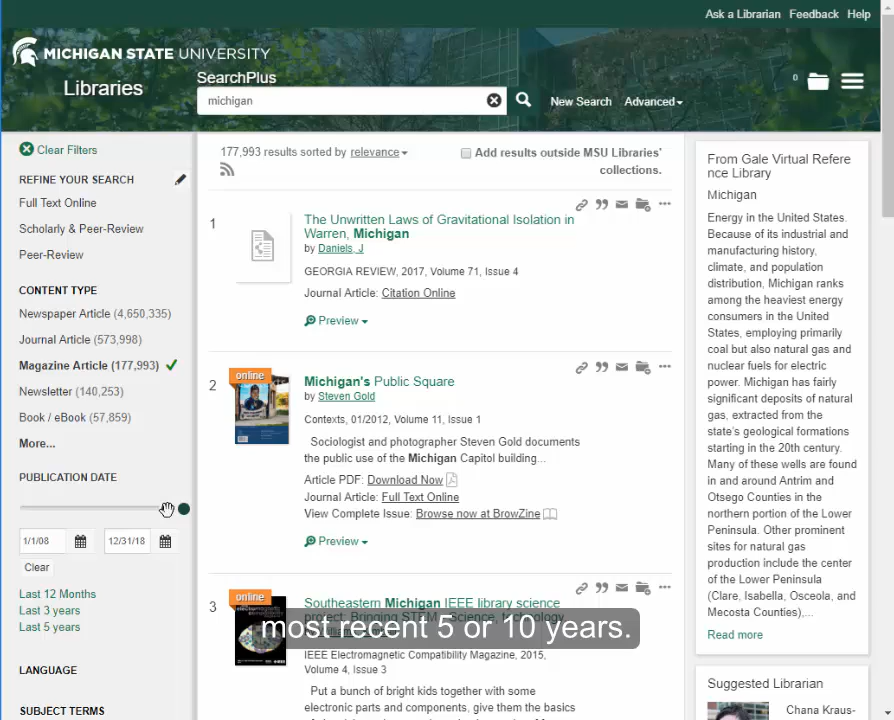 Ask a Librarian Feedback Help
MICHIGAN STATE UNIVERSITY
Libraries
SearchPlus
michigan
New Search Advanced
0
Clear Filters
REFINE YOUR SEARCH
Full Text Online
Scholarly & Peer-Review
Peer-Review
CONTENT TYPE
Newspaper Article (4,650,335)
Journal Article (573,998)
Magazine Article (177,993)
Newsletter (140,253)
Book / eBook (57,859)
More...
PUBLICATION DATE
1/1/08 12/31/18
Clear
Last 12 Months
Last 3 years
Last 5 years
LANGUAGE
SUBJECT TERMS
177,993 results sorted by relevance
Add results outside MSU Libraries'
collections.
1
The Unwritten Laws of Gravitational Isolation in
Warren, Michigan
by Daniels, J
GEORGIA REVIEW, 2017, Volume 71, Issue 4
Journal Article: Citation Online
Preview
2
online
Michigan's Public Square
by Steven Gold
Contexts, 01/2012, Volume 11, Issue 1
Sociologist and photographer Steven Gold documents
the public use of the Michigan Capitol building...
Article PDF: Download Now
Journal Article: Full Text Online
View Complete Issue: Browse now at BrowZine
Preview
3
online
Southeastern Michigan IEEE library science
project: Bringing STEM - Science, technology,
most recent 5 or 10 years.
IEEE Electromagnetic Compatibility Magazine, 2015,
Volume 4, Issue 3
Put a bunch of bright kids together with some
electronic parts and components, give them the basics
From Gale Virtual Refere
nce Library
Michigan
Energy in the United States.
Because of its industrial and
manufacturing history,
climate, and population
distribution, Michigan ranks
among the heaviest energy
consumers in the United
States, employing primarily
coal but also natural gas and
nuclear fuels for electric
power. Michigan has fairly
significant deposits of natural
gas, extracted from the
state's geological formations
starting in the 20th century.
Many of these wells are found
in and around Antrim and
Otsego Counties in the
northern portion of the Lower
Peninsula. Other prominent
sites for natural gas
production include the center
of the Lower Peninsula
(Clare, Isabella, Osceola, and
Mecosta Counties),...
Read more
Suggested Librarian
Chana Kraus-